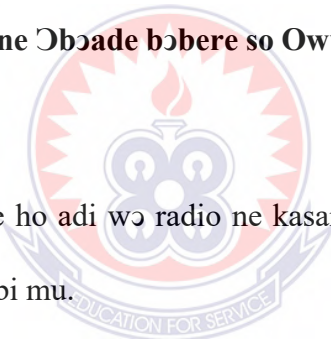 ne Ɔbɔade bɔbere so Ow
e ho adi wɔ radio ne kasa
bi mu.
EDUCATION FOR SERVICE